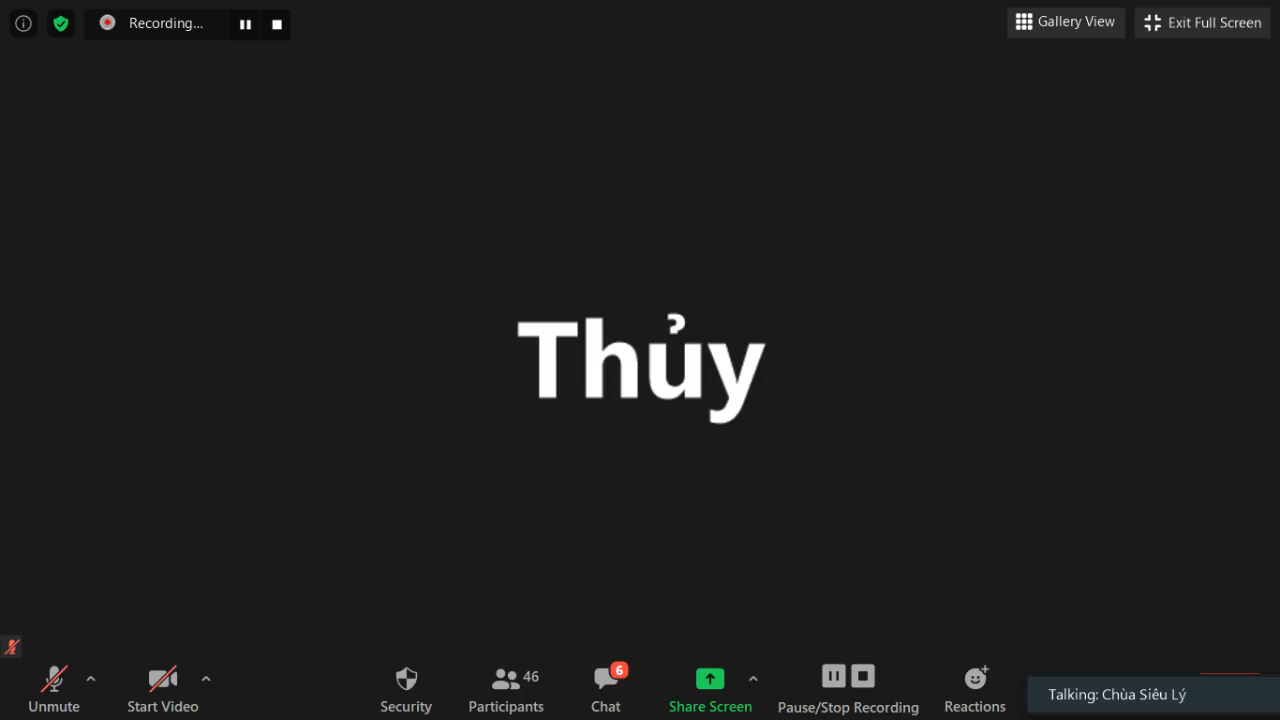 Recording...
Gallery View
Exit Full Screen
Thủy
Unmute
Start Video
Security
46
Participants
6
Chat
Share Screen
Pause/Stop Recording
Reactions
Talking: Chùa Siêu Lý